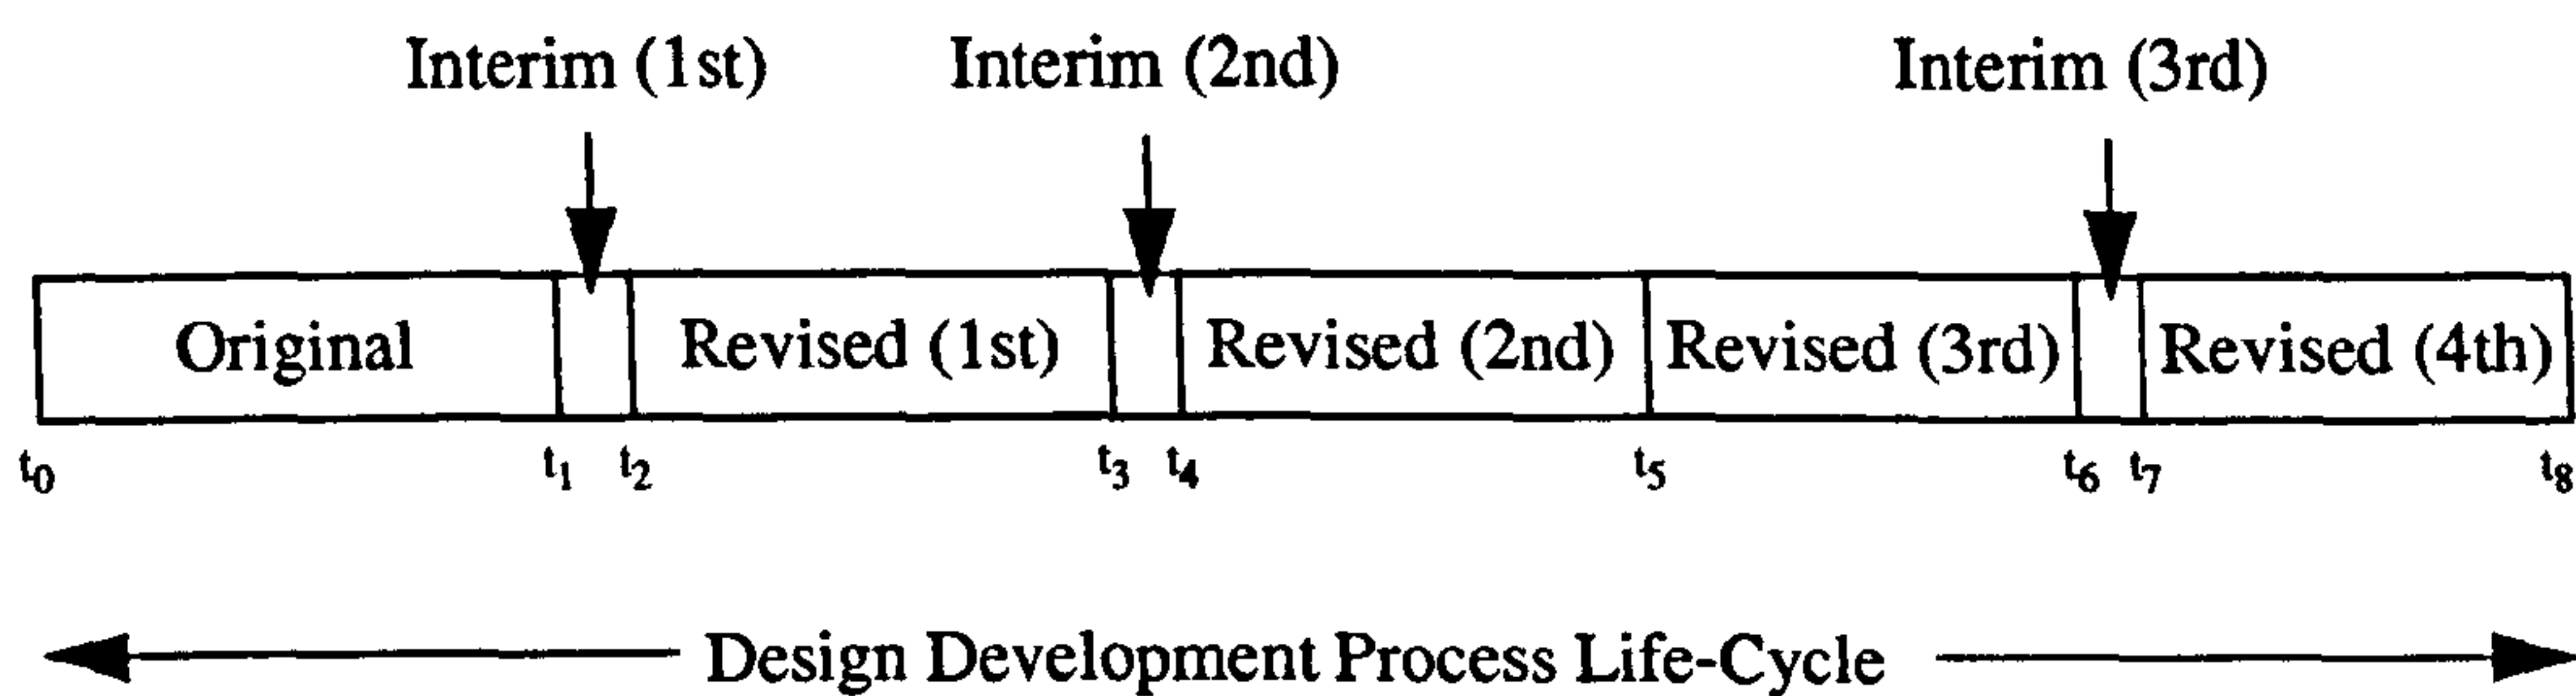 Interim (1st) Interim (2nd) Interim (3rd)
Original Revised (1st) Revised (2nd) Revised (3rd) Revised (4th)
t0 t1 t2 t3 t4 t5 t6 t7 t8
Design Development Process Life-Cycle